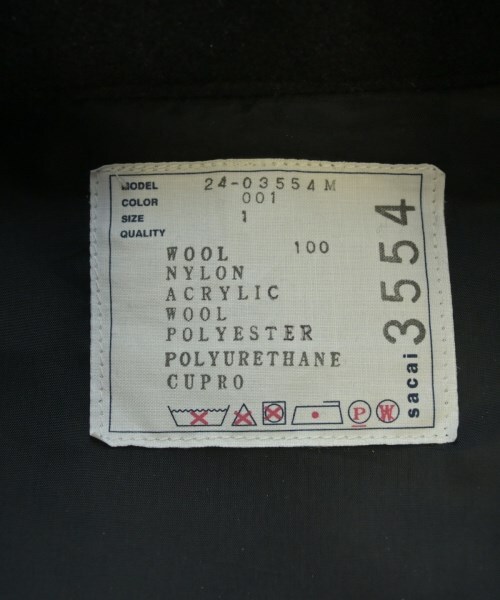 MODEL 24-03554M
COLOR 001
SIZE 1
QUALITY
WOOL 100
NYLON
ACRYLIC
WOOL
POLYESTER
POLYURETHANE
CUPRO
P W
sacai 3554